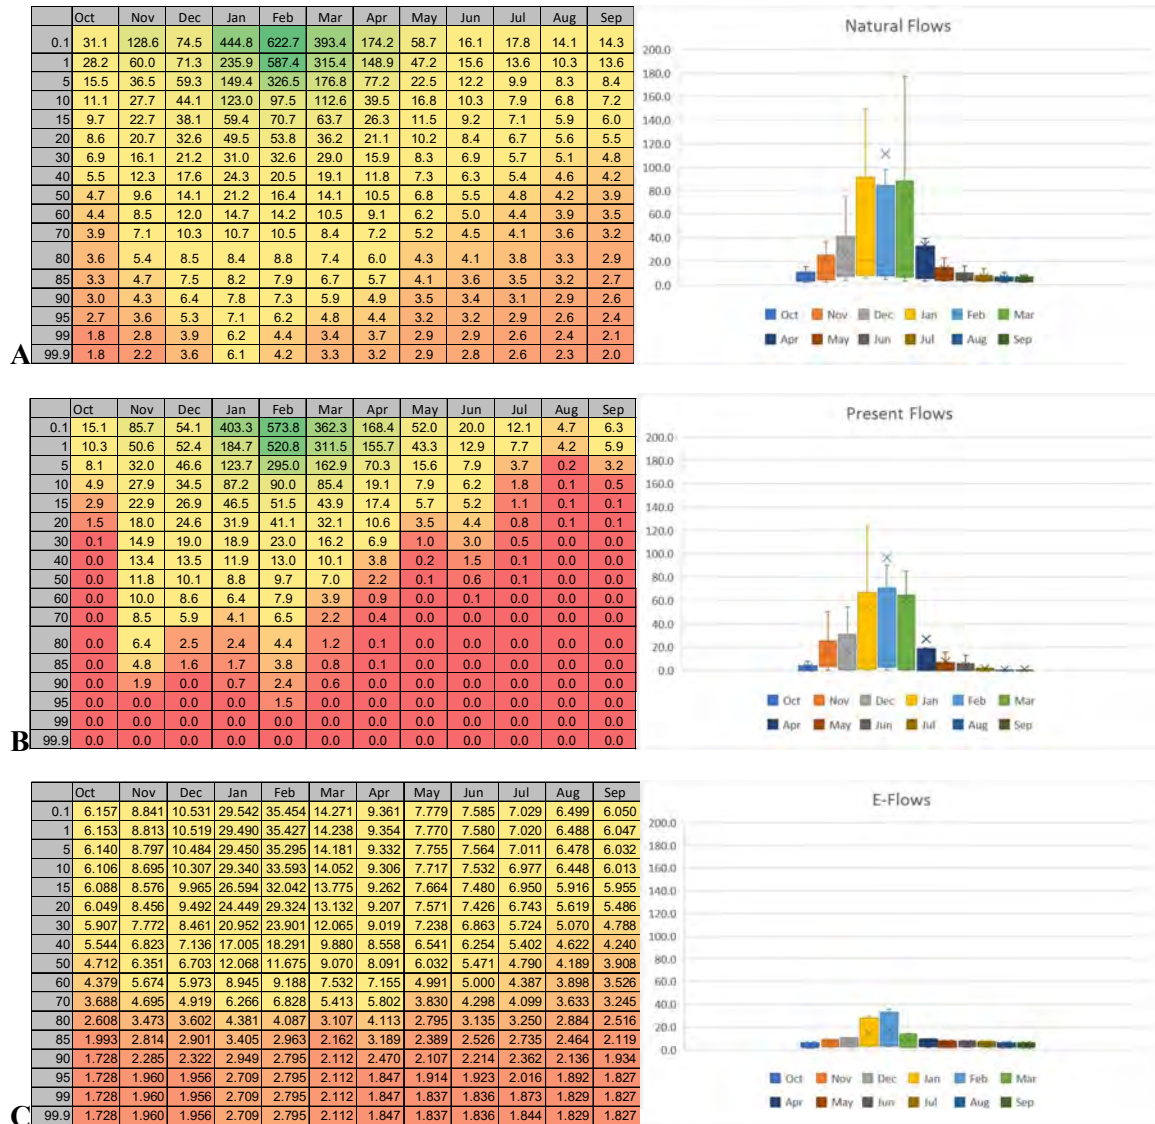 Oct Nov Dec Jan Feb Mar Apr May Jun Jul Aug Sep
0.1 31.1 128.6 74.5 444.8 622.7 393.4 174.2 58.7 16.1 17.8 14.1 14.3
1 28.2 60.0 71.3 235.9 587.4 315.4 148.9 47.2 15.6 13.6 10.3 13.6
5 15.5 36.5 59.3 149.4 326.5 176.8 77.2 22.5 12.2 9.9 8.3 8.4
10 11.1 27.7 44.1 123.0 97.5 112.6 39.5 16.8 10.3 7.9 6.8 7.2
15 9.7 22.7 38.1 59.4 70.7 63.7 26.3 11.5 9.2 7.1 5.9 6.0
20 8.6 20.7 32.6 49.5 53.8 36.2 21.1 10.2 8.4 6.7 5.6 5.5
30 6.9 16.1 21.2 31.0 32.6 29.0 15.9 8.3 6.9 5.7 5.1 4.8
40 5.5 12.3 17.6 24.3 20.5 19.1 11.8 7.3 6.3 5.4 4.6 4.2
50 4.7 9.6 14.1 21.2 16.4 14.1 10.5 6.8 5.5 4.8 4.2 3.9
60 4.4 8.5 12.0 14.7 14.2 10.5 9.1 6.2 5.0 4.4 3.9 3.5
70 3.9 7.1 10.3 10.7 10.5 8.4 7.2 5.2 4.5 4.1 3.6 3.2
80 3.6 5.4 8.5 8.4 8.8 7.4 6.0 4.3 4.1 3.8 3.3 2.9
85 3.3 4.7 7.5 8.2 7.9 6.7 5.7 4.1 3.6 3.5 3.2 2.7
90 3.0 4.3 6.4 7.8 7.3 5.9 4.9 3.5 3.4 3.1 2.9 2.6
95 2.7 3.6 5.3 7.1 6.2 4.8 4.4 3.2 3.2 2.9 2.6 2.4
99 1.8 2.8 3.9 6.2 4.4 3.4 3.7 2.9 2.9 2.6 2.4 2.1
A 99.9 1.8 2.2 3.6 6.1 4.2 3.3 3.2 2.9 2.8 2.6 2.3 2.0
Natural Flows
200.0
180.0
160.0
140.0
120.0
100.0
80.0
60.0
40.0
20.0
0.0
Oct Nov Dec Jan Feb Mar
Apr May Jun Jul Aug Sep
Oct Nov Dec Jan Feb Mar Apr May Jun Jul Aug Sep
0.1 15.1 85.7 54.1 403.3 573.8 362.3 168.4 52.0 20.0 12.1 4.7 6.3
1 10.3 50.6 52.4 184.7 520.8 311.5 155.7 43.3 12.9 7.7 4.2 5.9
5 8.1 32.0 46.6 123.7 295.0 162.9 70.3 15.6 7.9 3.7 0.2 3.2
10 4.9 27.9 34.5 87.2 90.0 85.4 19.1 7.9 6.2 1.8 0.1 0.5
15 2.9 22.9 26.9 46.5 51.5 43.9 17.4 5.7 5.2 1.1 0.1 0.1
20 1.5 18.0 24.6 31.9 41.1 32.1 10.6 3.5 4.4 0.8 0.1 0.1
30 0.1 14.9 19.0 18.9 23.0 16.2 6.9 1.0 3.0 0.5 0.0 0.0
40 0.0 13.4 13.5 11.9 13.0 10.1 3.8 0.2 1.5 0.1 0.0 0.0
50 0.0 11.8 10.1 8.8 9.7 7.0 2.2 0.1 0.6 0.1 0.0 0.0
60 0.0 10.0 8.6 6.4 7.9 3.9 0.9 0.0 0.1 0.0 0.0 0.0
70 0.0 8.5 5.9 4.1 6.5 2.2 0.4 0.0 0.0 0.0 0.0 0.0
80 0.0 6.4 2.5 2.4 4.4 1.2 0.1 0.0 0.0 0.0 0.0 0.0
85 0.0 4.8 1.6 1.7 3.8 0.8 0.1 0.0 0.0 0.0 0.0 0.0
90 0.0 1.9 0.0 0.7 2.4 0.6 0.0 0.0 0.0 0.0 0.0 0.0
95 0.0 0.0 0.0 0.0 1.5 0.0 0.0 0.0 0.0 0.0 0.0 0.0
99 0.0 0.0 0.0 0.0 0.0 0.0 0.0 0.0 0.0 0.0 0.0 0.0
B 99.9 0.0 0.0 0.0 0.0 0.0 0.0 0.0 0.0 0.0 0.0 0.0 0.0
Present Flows
200.0
180.0
160.0
140.0
120.0
100.0
80.0
60.0
40.0
20.0
0.0
Oct Nov Dec Jan Feb Mar
Apr May Jun Jul Aug Sep
Oct Nov Dec Jan Feb Mar Apr May Jun Jul Aug Sep
0.1 6.157 8.841 10.531 29.542 35.454 14.271 9.361 7.779 7.585 7.029 6.499 6.050
1 6.153 8.813 10.519 29.490 35.427 14.238 9.354 7.770 7.580 7.020 6.488 6.047
5 6.140 8.797 10.484 29.450 35.295 14.181 9.332 7.755 7.564 7.011 6.478 6.032
10 6.106 8.695 10.307 29.340 33.593 14.052 9.306 7.717 7.532 6.977 6.448 6.013
15 6.088 8.576 9.965 26.594 32.042 13.775 9.262 7.664 7.480 6.950 5.916 5.955
20 6.049 8.456 9.492 24.449 29.324 13.132 9.207 7.571 7.426 6.743 5.619 5.486
30 5.907 7.772 8.461 20.952 23.901 12.065 9.019 7.238 6.863 5.724 5.070 4.788
40 5.544 6.823 7.136 17.005 18.291 9.880 8.558 6.541 6.254 5.402 4.622 4.240
50 4.712 6.351 6.703 12.068 11.675 9.070 8.091 6.032 5.471 4.790 4.189 3.908
60 4.379 5.674 5.973 8.945 9.188 7.532 7.155 4.991 5.000 4.387 3.898 3.526
70 3.688 4.695 4.919 6.266 6.828 5.413 5.802 3.830 4.298 4.099 3.633 3.245
80 2.608 3.473 3.602 4.381 4.087 3.107 4.113 2.795 3.135 3.250 2.884 2.516
85 1.993 2.814 2.901 3.405 2.963 2.162 3.189 2.389 2.526 2.735 2.464 2.119
90 1.728 2.285 2.322 2.949 2.795 2.112 2.470 2.107 2.214 2.362 2.136 1.934
95 1.728 1.960 1.956 2.709 2.795 2.112 1.847 1.914 1.923 2.016 1.892 1.827
99 1.728 1.960 1.956 2.709 2.795 2.112 1.847 1.837 1.836 1.873 1.829 1.827
C 99.9 1.728 1.960 1.956 2.709 2.795 2.112 1.847 1.837 1.836 1.844 1.829 1.827
E-Flows
200.0
180.0
160.0
140.0
120.0
100.0
80.0
60.0
40.0
20.0
0.0
Oct Nov Dec Jan Feb Mar
Apr May Jun Jul Aug Sep